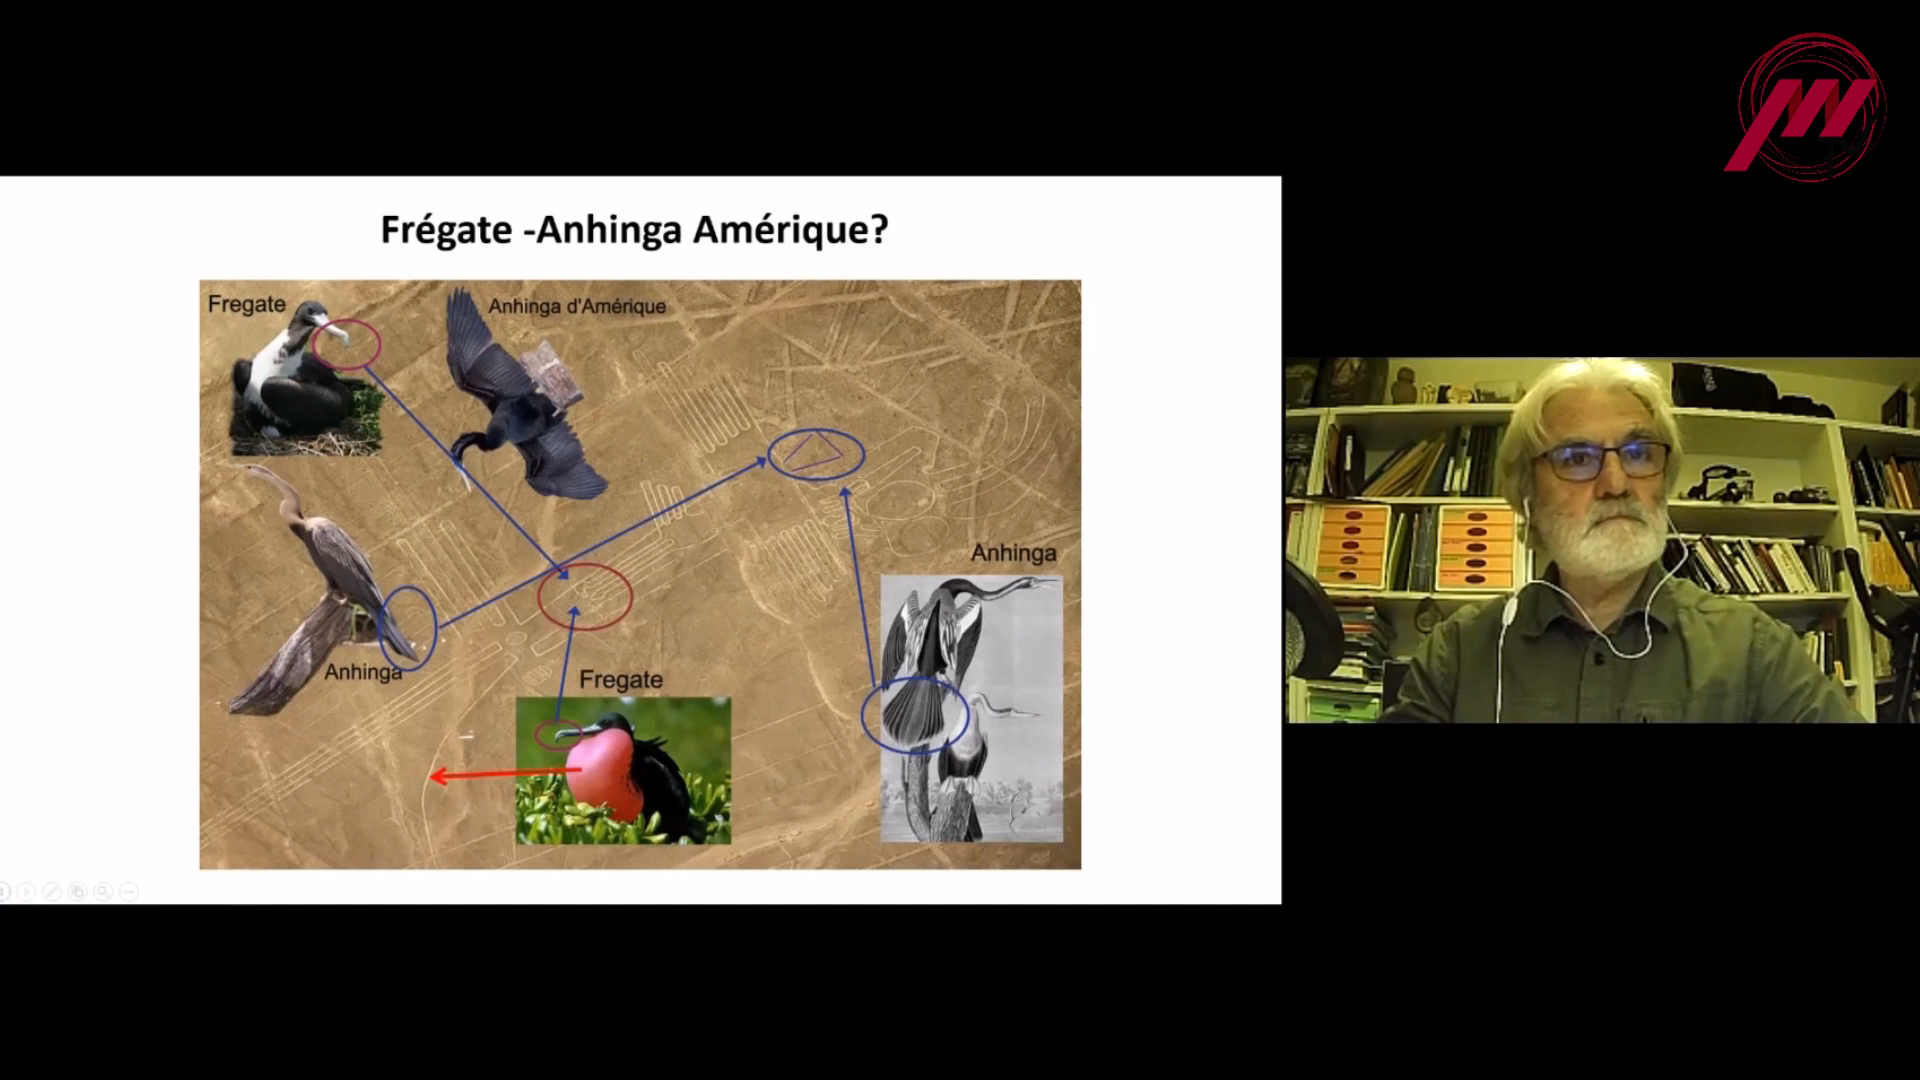 Frégate -Anhinga Amérique?
Fregate
Anhinga d'Amérique
Anhinga
Anhinga
Fregate